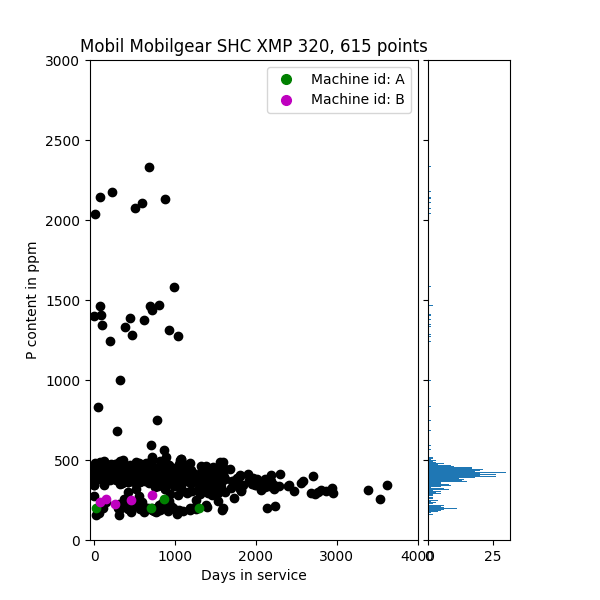 Mobil Mobilgear SHC XMP 320, 615 points
Machine id: A
Machine id: B
3000
2500
2000
1500
1000
500
0
P content in ppm
0
1000
2000
3000
4000
0
25
Days in service